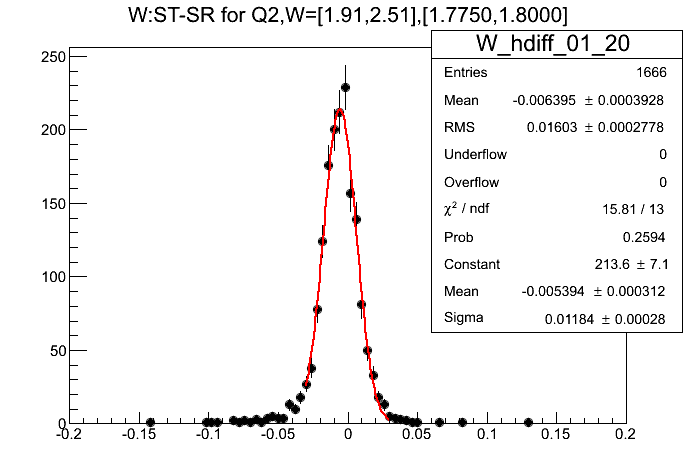 W:ST-SR for Q2,W=[1.91,2.51],[1.7750,1.8000]
W_hdiff_01_20
Entries 1666
Mean -0.006395 ± 0.0003928
RMS 0.01603 ± 0.0002778
Underflow 0
Overflow 0
χ² / ndf 15.81 / 13
Prob 0.2594
Constant 213.6 ± 7.1
Mean -0.005394 ± 0.000312
Sigma 0.01184 ± 0.00028
250
200
150
100
50
0
-0.2 -0.15 -0.1 -0.05 0 0.05 0.1 0.15 0.2